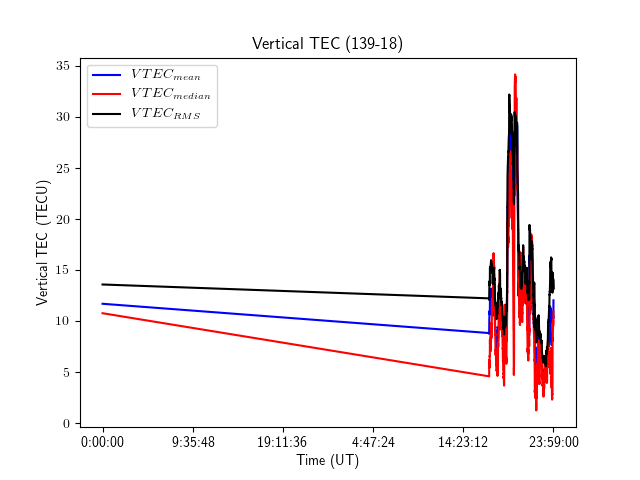 Vertical TEC (139-18)
VTEC_mean
VTEC_median
VTEC_RMS
35
30
25
20
15
10
5
0
Vertical TEC (TECU)
0:00:00 9:35:48 19:11:36 4:47:24 14:23:12 23:59:00
Time (UT)